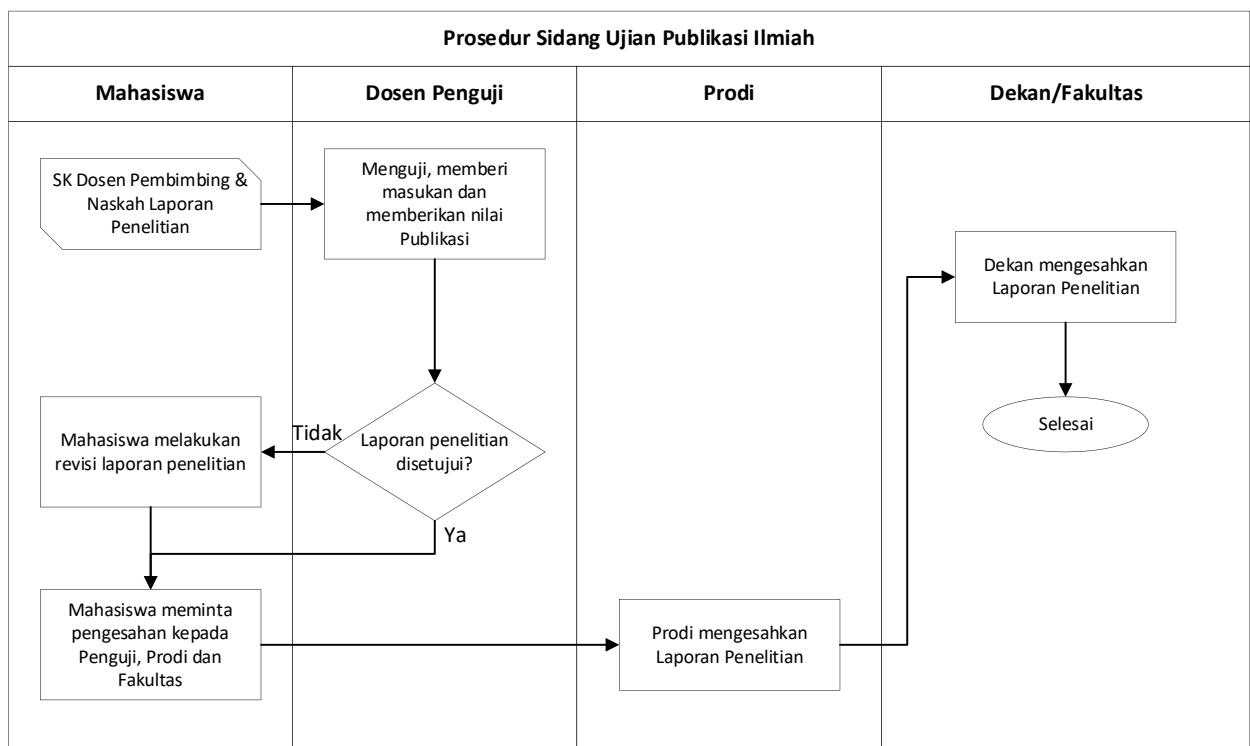 Prosedur Sidang Ujian Publikasi Ilmiah
Mahasiswa
Dosen Penguji
Prodi
Dekan/Fakultas
SK Dosen Pembimbing &
Naskah Laporan
Penelitian
Menguji, memberi
masukan dan
memberikan nilai
Publikasi
Dekan mengesahkan
Laporan Penelitian
Selesai
Laporan penelitian
disetujui?
Tidak
Mahasiswa melakukan
revisi laporan penelitian
Ya
Mahasiswa meminta
pengesahan kepada
Penguji, Prodi dan
Fakultas
Prodi mengesahkan
Laporan Penelitian